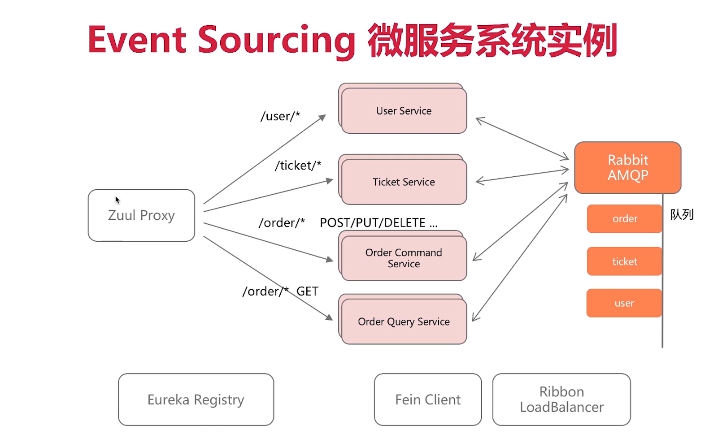 Event Sourcing 微服务系统实例
/user/*
User Service
/ticket/*
Ticket Service
Rabbit
AMQP
Zuul Proxy
/order/* POST/PUT/DELETE ...
Order Command
Service
/order/* GET
Order Query Service
order
队列
ticket
user
Eureka Registry
Fein Client
Ribbon
LoadBalancer